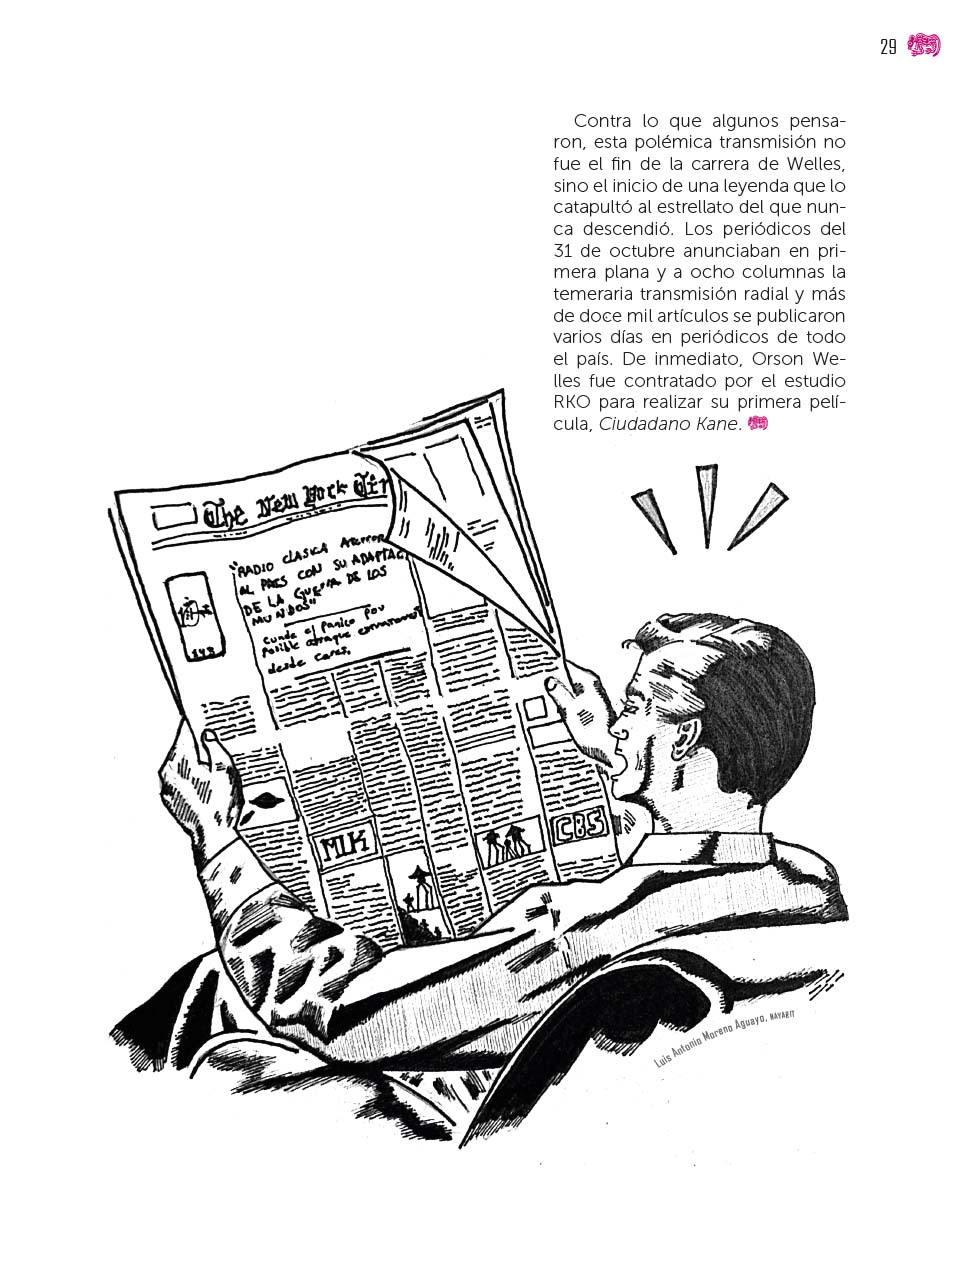 29
Contra lo que algunos pensa-
ron, esta polémica transmisión no
fue el fin de la carrera de Welles,
sino el inicio de una leyenda que lo
catapultó al estrellato del que nun-
ca descendió. Los periódicos del
31 de octubre anunciaban en pri-
mera plana y a ocho columnas la
temeraria transmisión radial y más
de doce mil artículos se publicaron
varios días en periódicos de todo
el país. De inmediato, Orson We-
lles fue contratado por el estudio
RKO para realizar su primera pelí-
cula, Ciudadano Kane.
The New York Tim
"RADIO CLASICA
AL PAIS CON SU ADAPTAC
DE LA GUERRA DE LOS
MUNDOS"
cunde el panico por
posible ataque
desde
MLK
CBS
Luis Antonio Moreno Aguayo, NAYARIT